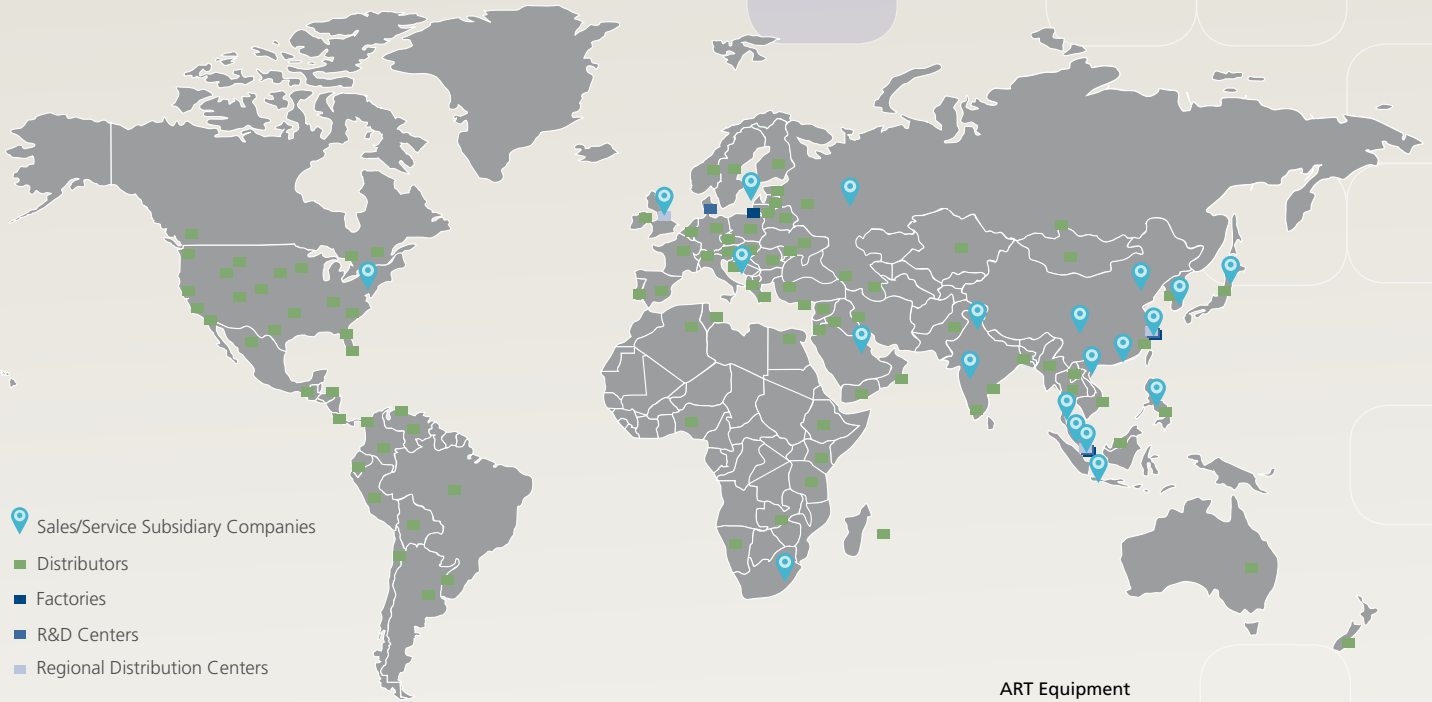 Sales/Service Subsidiary Companies
Distributors
Factories
R&D Centers
Regional Distribution Centers
ART Equipment